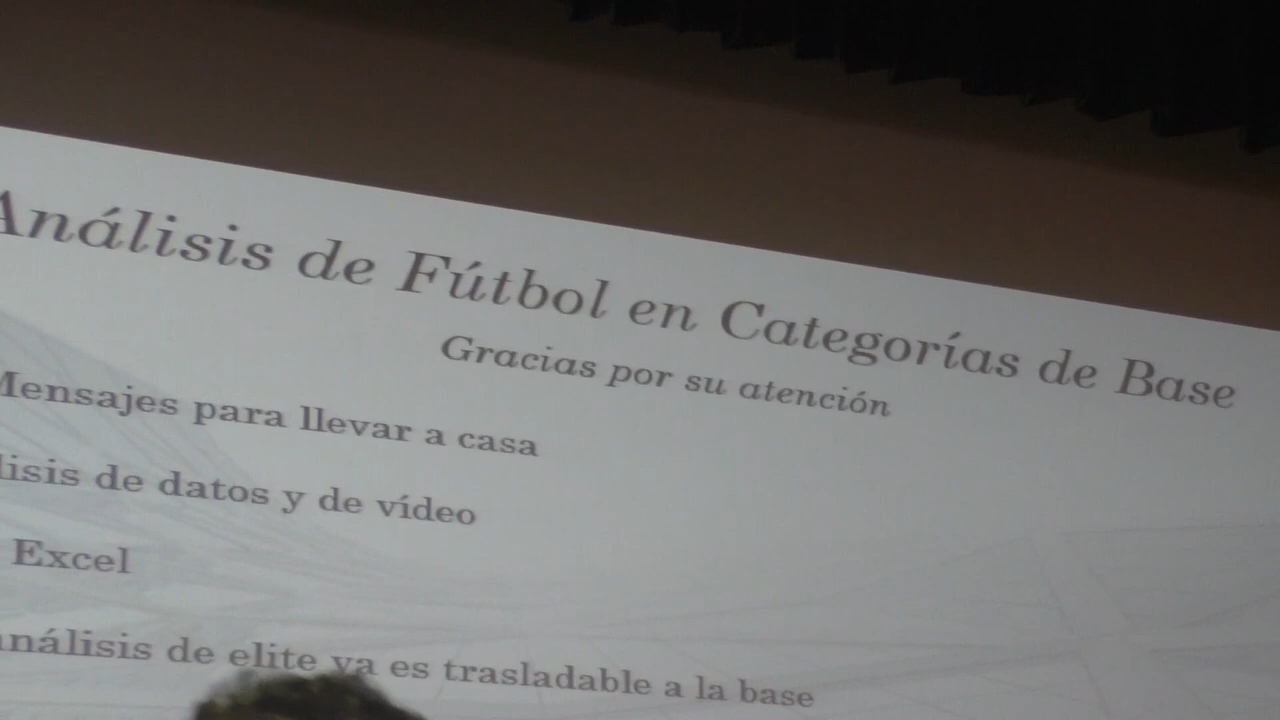 Análisis de Fútbol en Categorías de Base
Gracias por su atención
Mensajes para llevar a casa
lisis de datos y de vídeo
Excel
análisis de elite ya es trasladable a la base